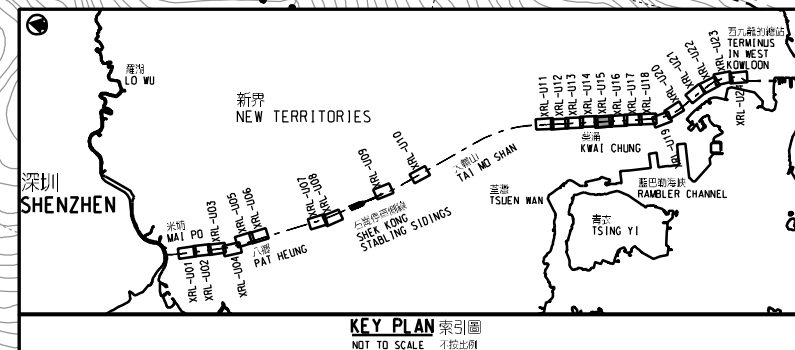 羅湖
LO WU
新界
NEW TERRITORIES
深圳
SHENZHEN
米埔
MAI PO
XRL-U01
XRL-U02
XRL-U03
XRL-U04
XRL-U05
XRL-U06
八鄉
PAT HEUNG
XRL-U07
XRL-U08
XRL-U09
XRL-U10
石崗停車側線
SHEK KONG
STABLING SIDINGS
大帽山
TAI MO SHAN
XRL-U11
XRL-U12
XRL-U13
XRL-U14
XRL-U15
XRL-U16
XRL-U17
XRL-U18
葵涌
KWAI CHUNG
XRL-U19
XRL-U20
XRL-U21
XRL-U22
XRL-U23
XRL-U24
西九龍的總站
TERMINUS
IN WEST
KOWLOON
荃灣
TSUEN WAN
藍巴勒海峽
RAMBLER CHANNEL
青衣
TSING YI
KEY PLAN 索引圖
NOT TO SCALE 不按比例